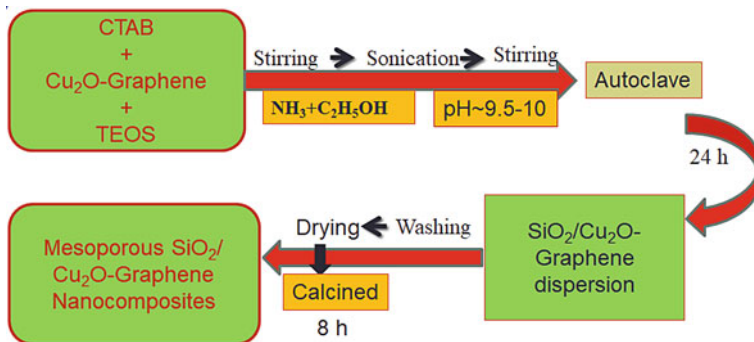 CTAB
+
Cu₂O-Graphene
+
TEOS
Stirring Sonication Stirring
NH₃+C₂H₅OH pH~9.5-10
Autoclave
24 h
SiO₂/Cu₂O-
Graphene
dispersion
Drying Washing
Calcined
8 h
Mesoporous SiO₂/
Cu₂O-Graphene
Nanocomposites